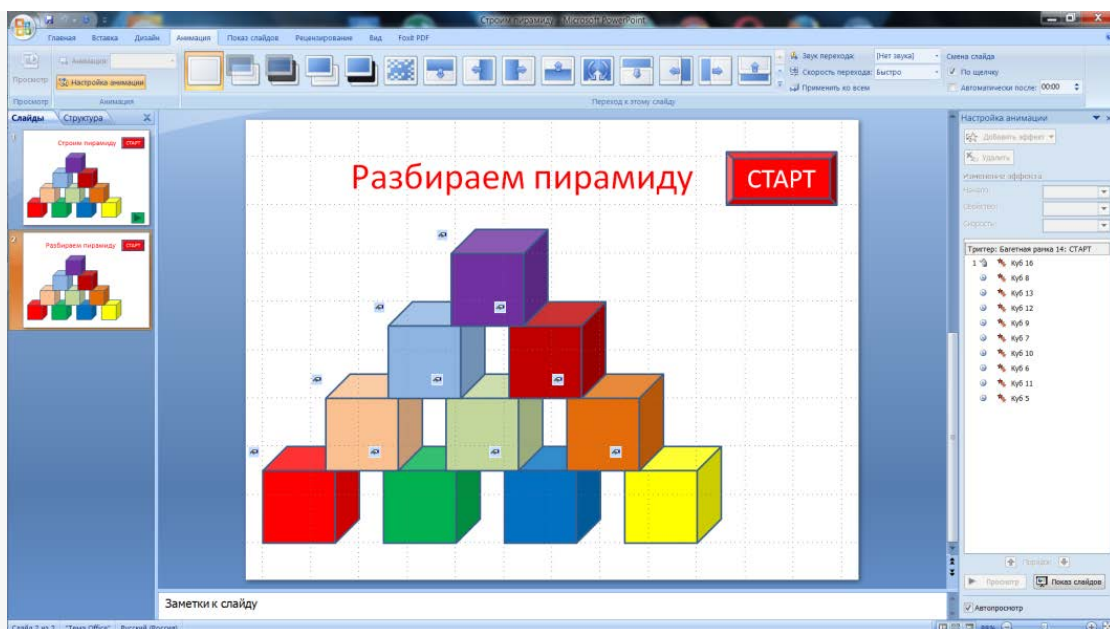 Строим пирамиду - Microsoft PowerPoint
Главная Вставка Дизайн Анимация Показ слайдов Рецензирование Вид Foxit PDF
Просмотр
Анимация:
Настройка анимации
Звук перехода: [Нет звука]
Скорость перехода: Быстро
Применить ко всем
Смена слайда
По щелчку
Автоматически после: 00:00
Просмотр Анимация Переход к этому слайду
Слайды Структура
1
Строим пирамиду СТАРТ
2
Разбираем пирамиду СТАРТ
Разбираем пирамиду
СТАРТ
Заметки к слайду
Настройка анимации
Добавить эффект
Удалить
Изменение эффекта
Начало:
Свойство:
Скорость:
Триггер: Багетная рамка 14: СТАРТ
1 Куб 16
Куб 8
Куб 13
Куб 12
Куб 9
Куб 7
Куб 10
Куб 6
Куб 11
Куб 5
Порядок
Просмотр Показ слайдов
Автопросмотр
Слайд 2 из 2 "Тема Office" Русский (Россия)